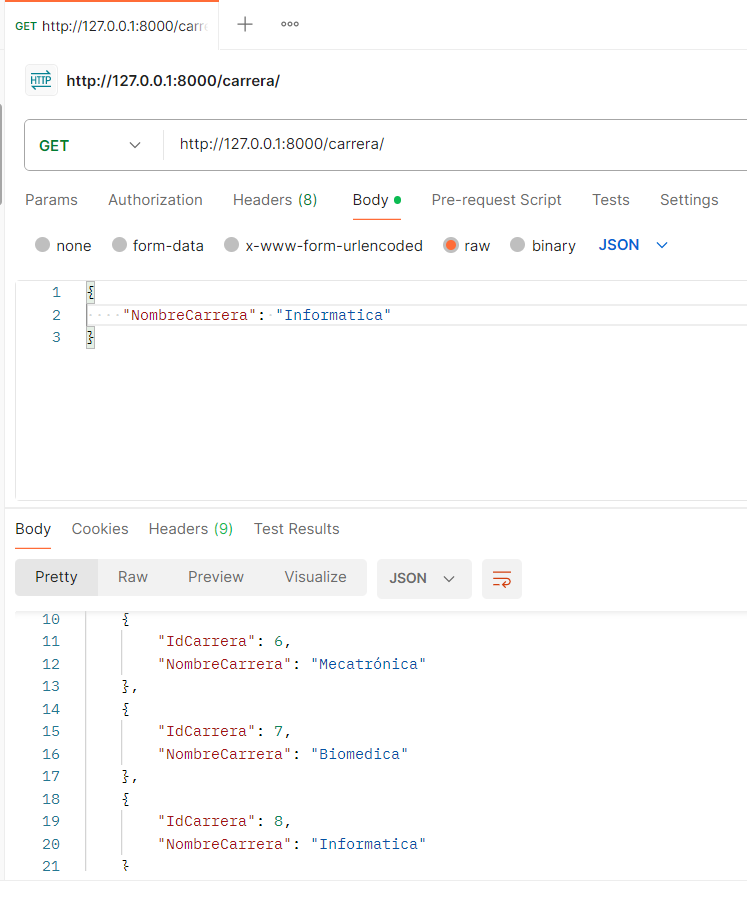 GET http://127.0.0.1:8000/carr
HTTP http://127.0.0.1:8000/carrera/
GET http://127.0.0.1:8000/carrera/
Params Authorization Headers (8) Body Pre-request Script Tests Settings
none form-data x-www-form-urlencoded raw binary JSON
1 {
2 "NombreCarrera": "Informatica"
3 }
Body Cookies Headers (9) Test Results
Pretty Raw Preview Visualize JSON
10 {
11 "IdCarrera": 6,
12 "NombreCarrera": "Mecatrónica"
13 },
14 {
15 "IdCarrera": 7,
16 "NombreCarrera": "Biomedica"
17 },
18 {
19 "IdCarrera": 8,
20 "NombreCarrera": "Informatica"
21 }